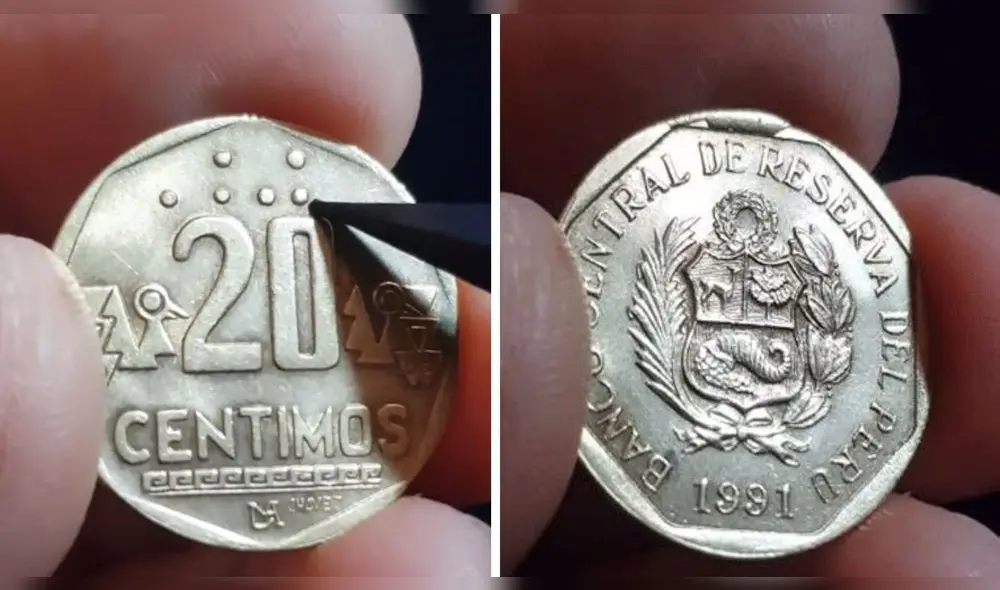 20
CENTIMOS
BANCO CENTRAL DE RESERVA DEL PERU
1991